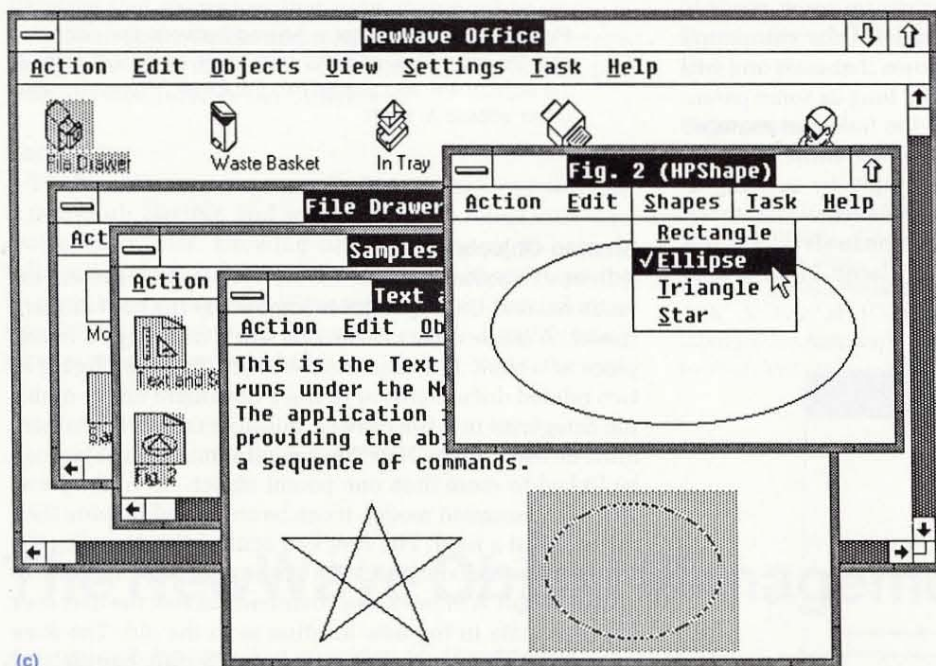 NewWave Office
Action Edit Objects View Settings Task Help
File Drawer
Waste Basket
In Tray
File Drawer
Act
Mo
Samples
Action
Text and S
Fig. 2
Text a
Action Edit Ob
This is the Text
runs under the Ne
The application
providing the abi
a sequence of commands.
Fig. 2 (HPShape)
Action Edit Shapes Task Help
Rectangle
√Ellipse
Triangle
Star
(c)